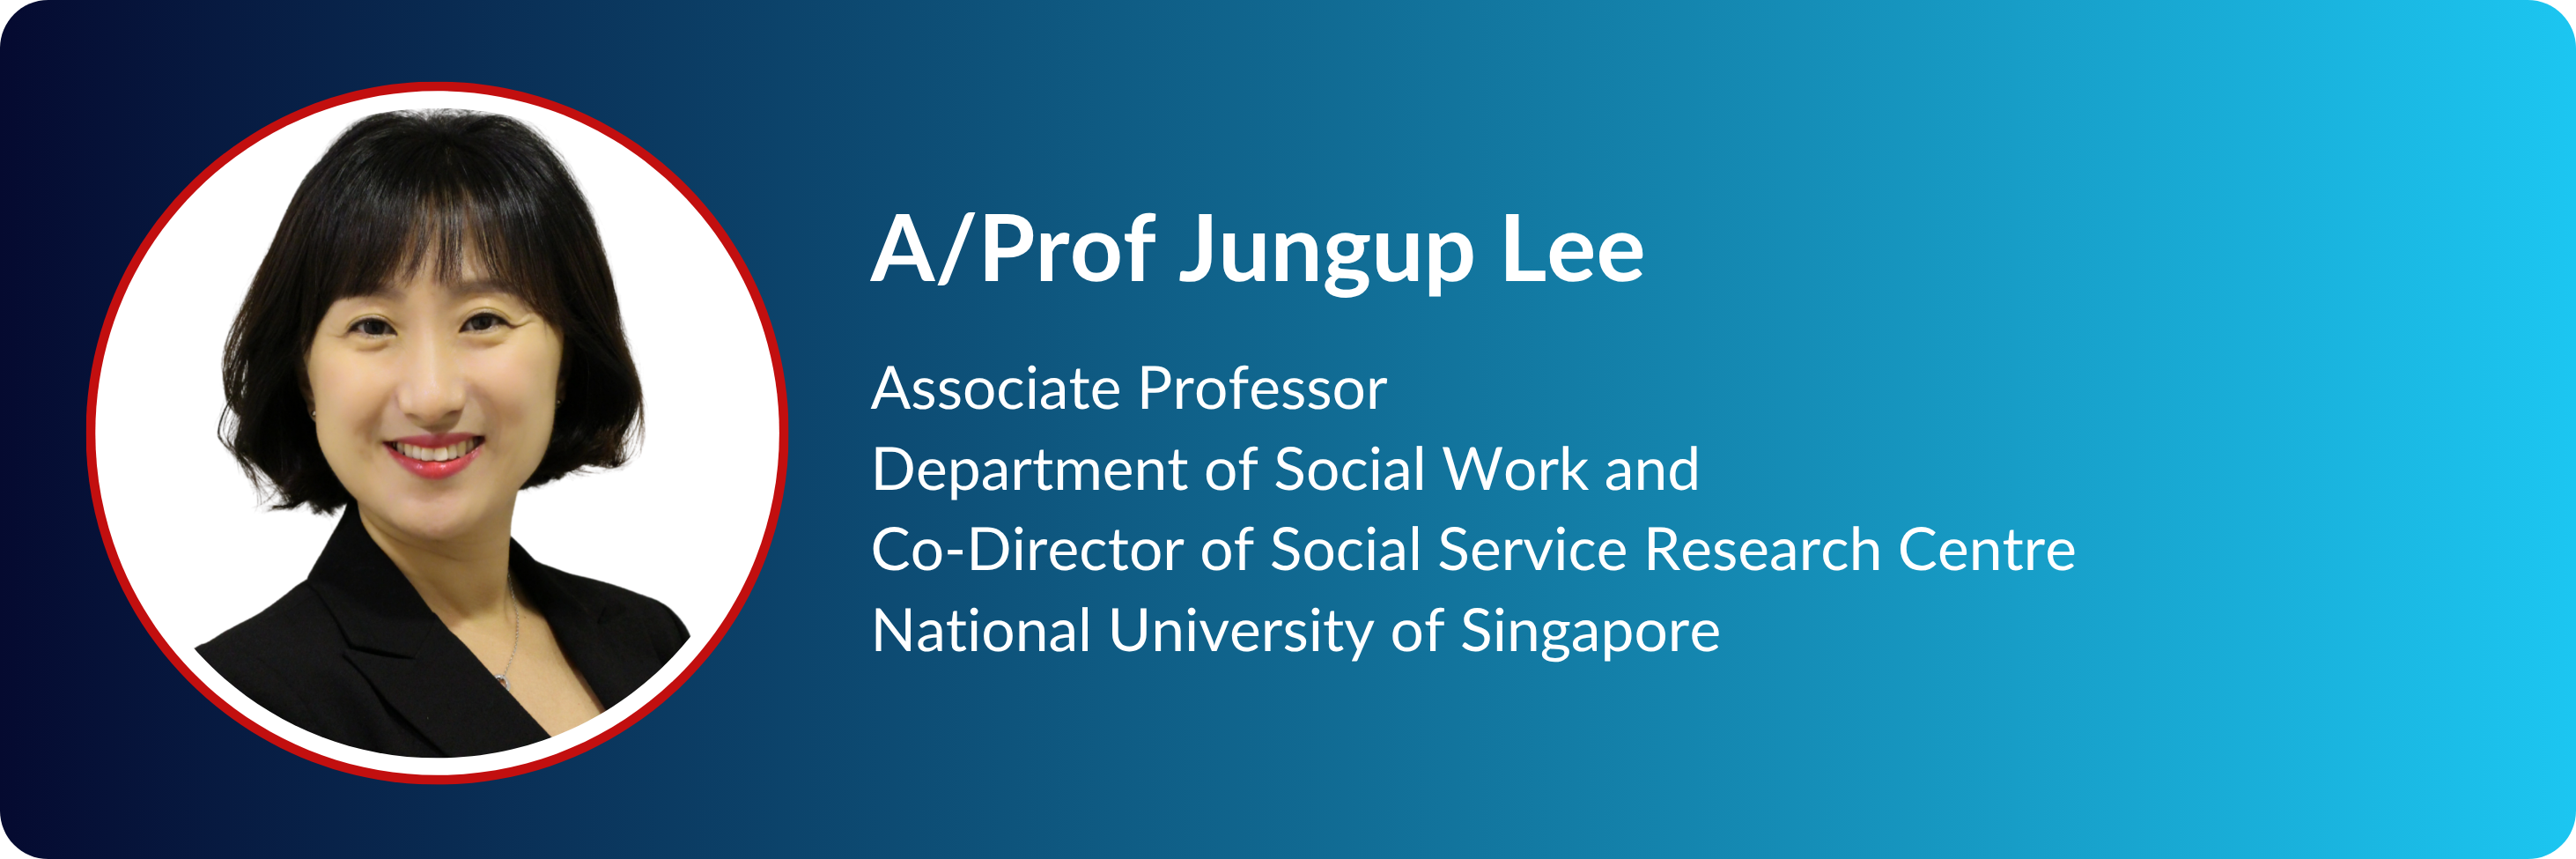 A/Prof Jungup Lee
Associate Professor
Department of Social Work and
Co-Director of Social Service Research Centre
National University of Singapore